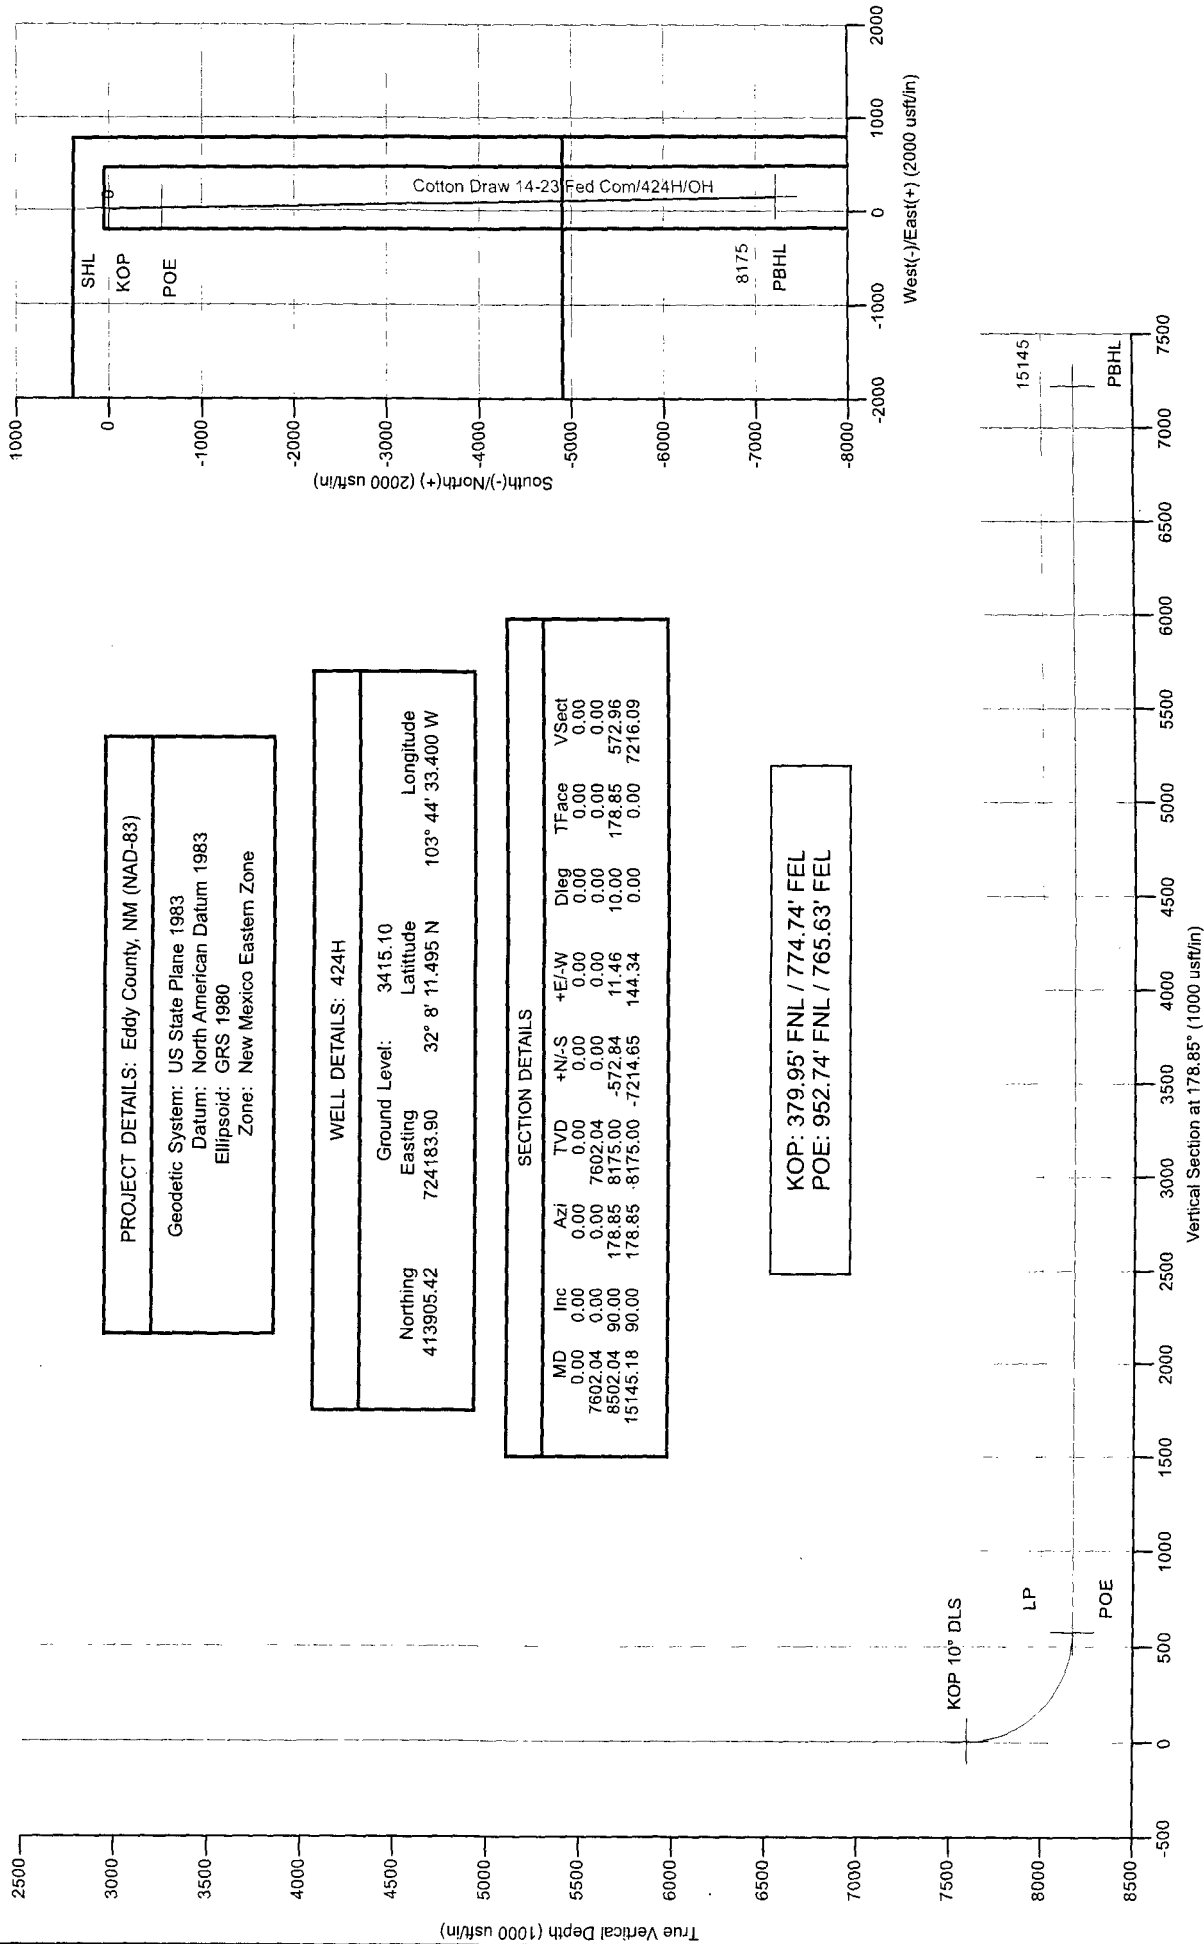 PROJECT DETAILS: Eddy County, NM (NAD-83)
Geodetic System: US State Plane 1983
Datum: North American Datum 1983
Ellipsoid: GRS 1980
Zone: New Mexico Eastern Zone
WELL DETAILS: 424H
Ground Level: 3415.10
Northing Easting Latittude Longitude
413905.42 724183.90 32° 8' 11.495 N 103° 44' 33.400 W
SECTION DETAILS
MD Inc Azi TVD +N/-S +E/-W Dleg TFace VSect
0.00 0.00 0.00 0.00 0.00 0.00 0.00 0.00 0.00
7602.04 0.00 0.00 7602.04 0.00 0.00 0.00 0.00 0.00
8502.04 90.00 178.85 8175.00 -572.84 11.46 10.00 178.85 572.96
15145.18 90.00 178.85 8175.00 -7214.65 144.34 0.00 0.00 7216.09
KOP: 379.95' FNL / 774.74' FEL
POE: 952.74' FNL / 765.63' FEL
South(-)/North(+) (2000 usft/in)
1000
0
-1000
-2000
-3000
-4000
-5000
-6000
-7000
-8000
-2000 -1000 0 1000 2000
West(-)/East(+) (2000 usft/in)
SHL
KOP
POE
Cotton Draw 14-23 Fed Com/424H/OH
8175
PBHL
True Vertical Depth (1000 usft/in)
2500
3000
3500
4000
4500
5000
5500
6000
6500
7000
7500
8000
8500
-500 0 500 1000 1500 2000 2500 3000 3500 4000 4500 5000 5500 6000 6500 7000 7500
Vertical Section at 178.85° (1000 usft/in)
KOP 10° DLS
LP
POE
15145
PBHL